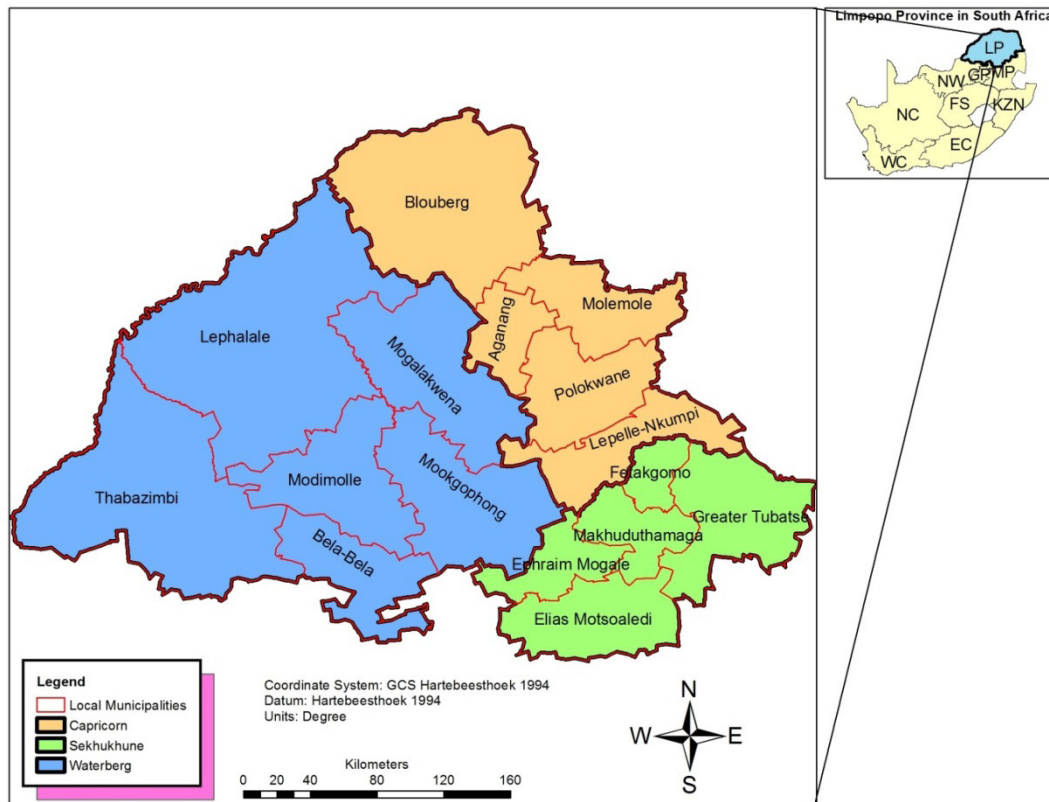 Limpopo Province in South Africa
LP
NW
GP
MP
NC
FS
KZN
EC
WC
Blouberg
Molemole
Aganang
Lephalale
Mogalakwena
Polokwane
Lepelle-Nkumpi
Fetakgomo
Modimolle
Mookgophong
Thabazimbi
Greater Tubatse
Makhuduthamaga
Bela-Bela
Ephraim Mogale
Elias Motsoaledi
Legend
Local Municipalities
Capricorn
Sekhukhune
Waterberg
Coordinate System: GCS Hartebeesthoek 1994
Datum: Hartebeesthoek 1994
Units: Degree
Kilometers
0 10 20 40 80 120 160
N
W
E
S